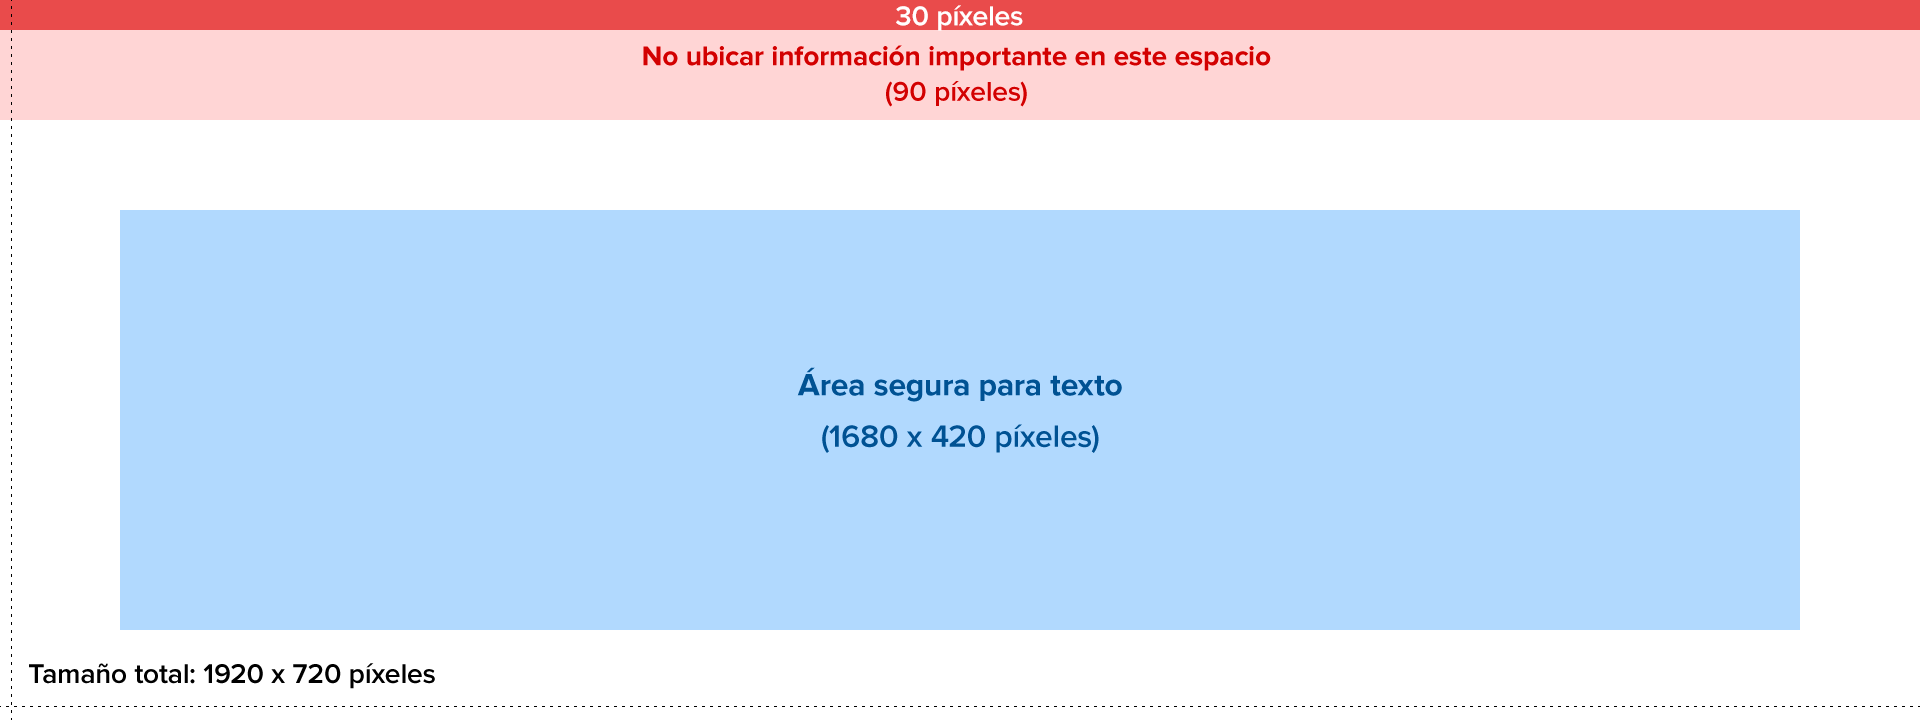 30 píxeles
No ubicar información importante en este espacio
(90 píxeles)
Área segura para texto
(1680 x 420 píxeles)
Tamaño total: 1920 x 720 píxeles